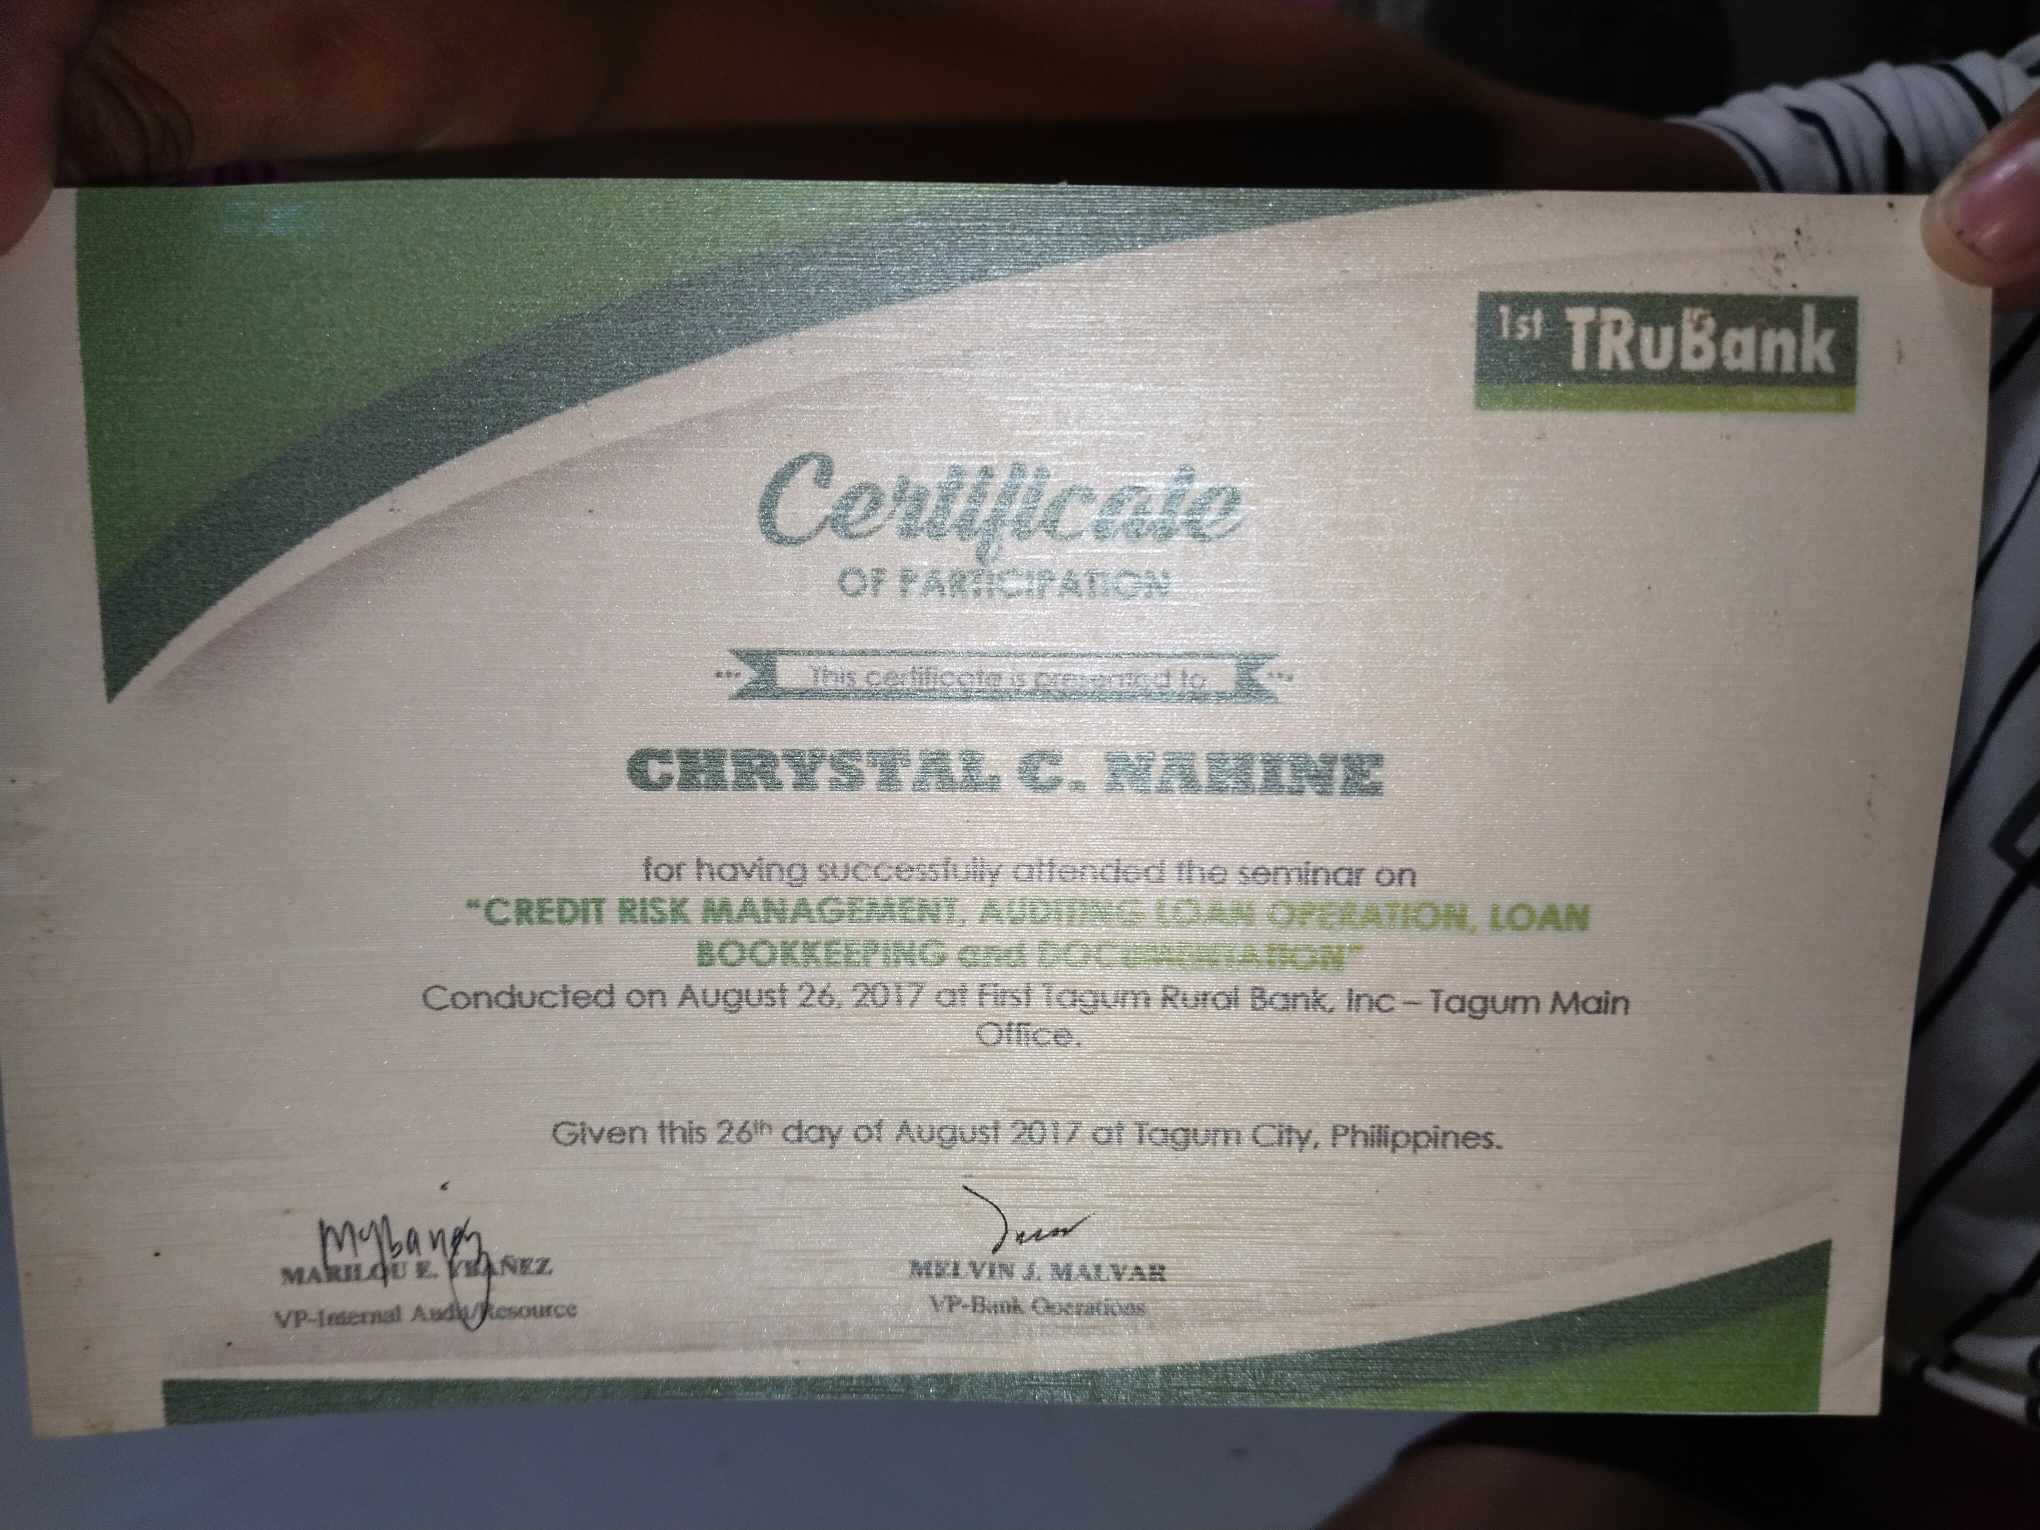 1st TRuBank
Certificate
OF PARTICIPATION
This certificate is presented to
CHRYSTAL C. NAHINE
for having successfully attended the seminar on
"CREDIT RISK MANAGEMENT, AUDITING LOAN OPERATION, LOAN
BOOKKEEPING and DOCUMENTATION"
Conducted on August 26, 2017 at First Tagum Rural Bank, Inc – Tagum Main
Office.
Given this 26th day of August 2017 at Tagum City, Philippines.
MARILOU E. YBAÑEZ
VP-Internal Audit/Resource
MELVIN J. MALVAR
VP-Bank Operations